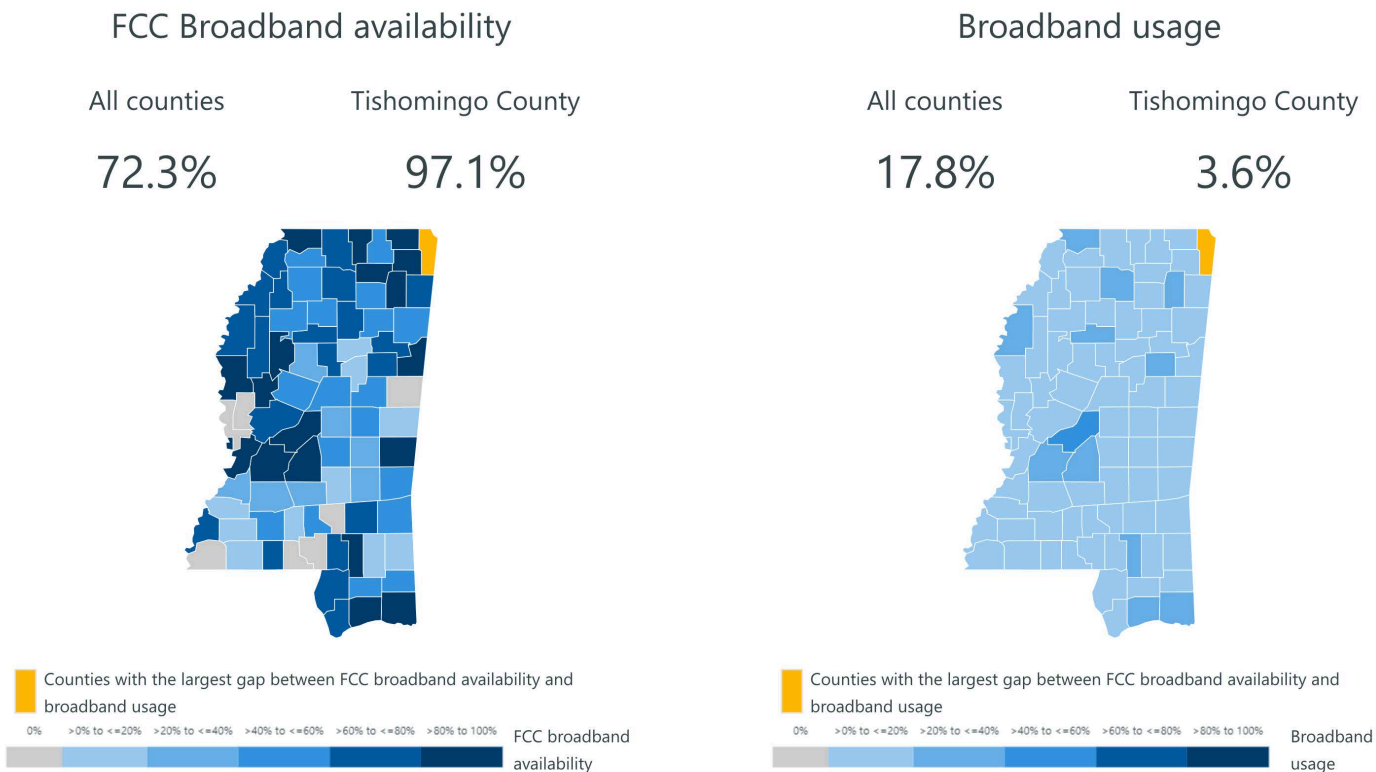 FCC Broadband availability
All counties
Tishomingo County
72.3%
97.1%
Counties with the largest gap between FCC broadband availability and
broadband usage
0% >0% to <=20% >20% to <=40% >40% to <=60% >60% to <=80% >80% to 100%
FCC broadband
availability
Broadband usage
All counties
Tishomingo County
17.8%
3.6%
Counties with the largest gap between FCC broadband availability and
broadband usage
0% >0% to <=20% >20% to <=40% >40% to <=60% >60% to <=80% >80% to 100%
Broadband
usage